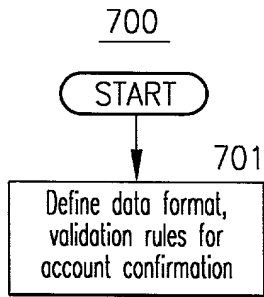 700
START
701
Define data format,
validation rules for
account confirmation